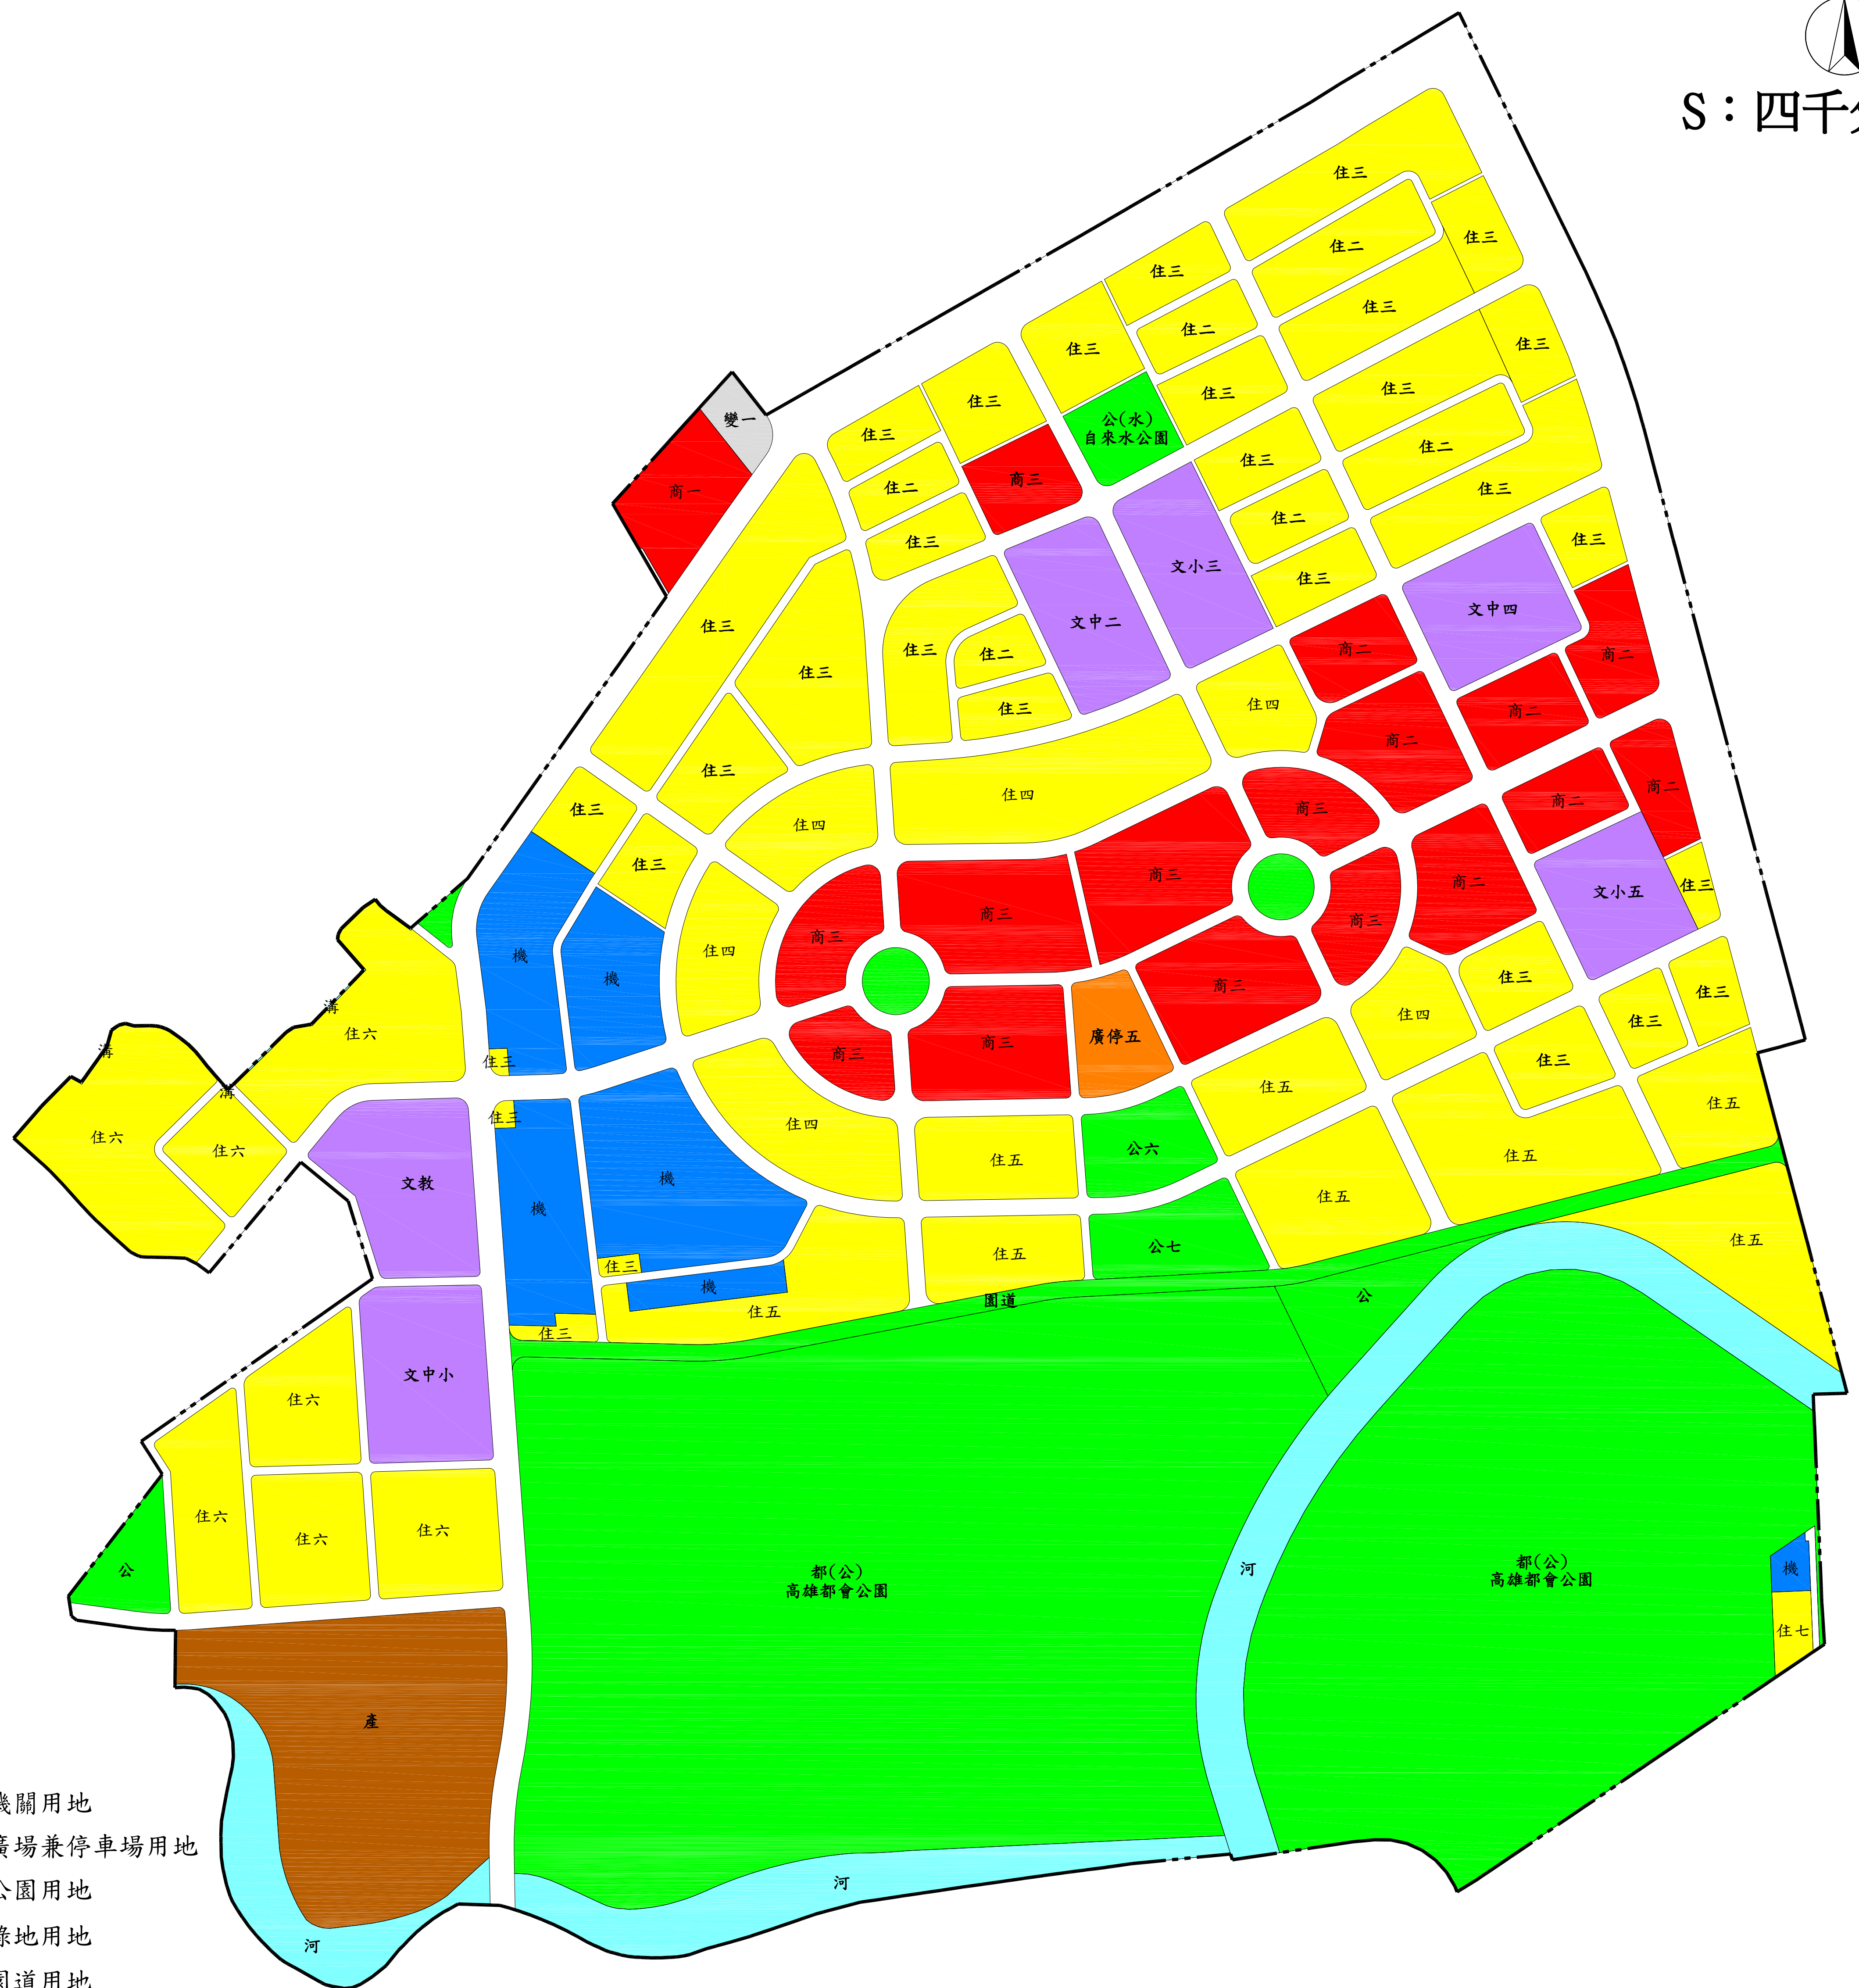 S：四千分
住三
住三
住二
住三
住三
住三
住二
住三
住三
住三
住三
住三
公(水)
自來水公園
變一
住三
住三
住二
住三
商三
商一
住二
住三
住三
住二
住三
住三
文小三
文中二
文中四
商二
商二
住三
住三
住三
住二
住三
住四
商二
商二
住三
住三
住三
住四
住四
商三
商二
商二
商三
商二
文小五
住三
商三
商三
商三
機
機
住四
住三
住三
商三
住四
商三
商三
廣停五
住三
住三
溝
溝
溝
住六
住六
住六
住三
住三
住四
住五
住五
住五
住五
公六
住五
文教
機
機
住三
機
住五
住五
公七
住五
園道
公
住三
文中小
住六
住六
住六
住六
公
都(公)
高雄都會公園
河
都(公)
高雄都會公園
機
住七
產
河
河
機關用地
廣場兼停車場用地
公園用地
綠地用地
園道用地